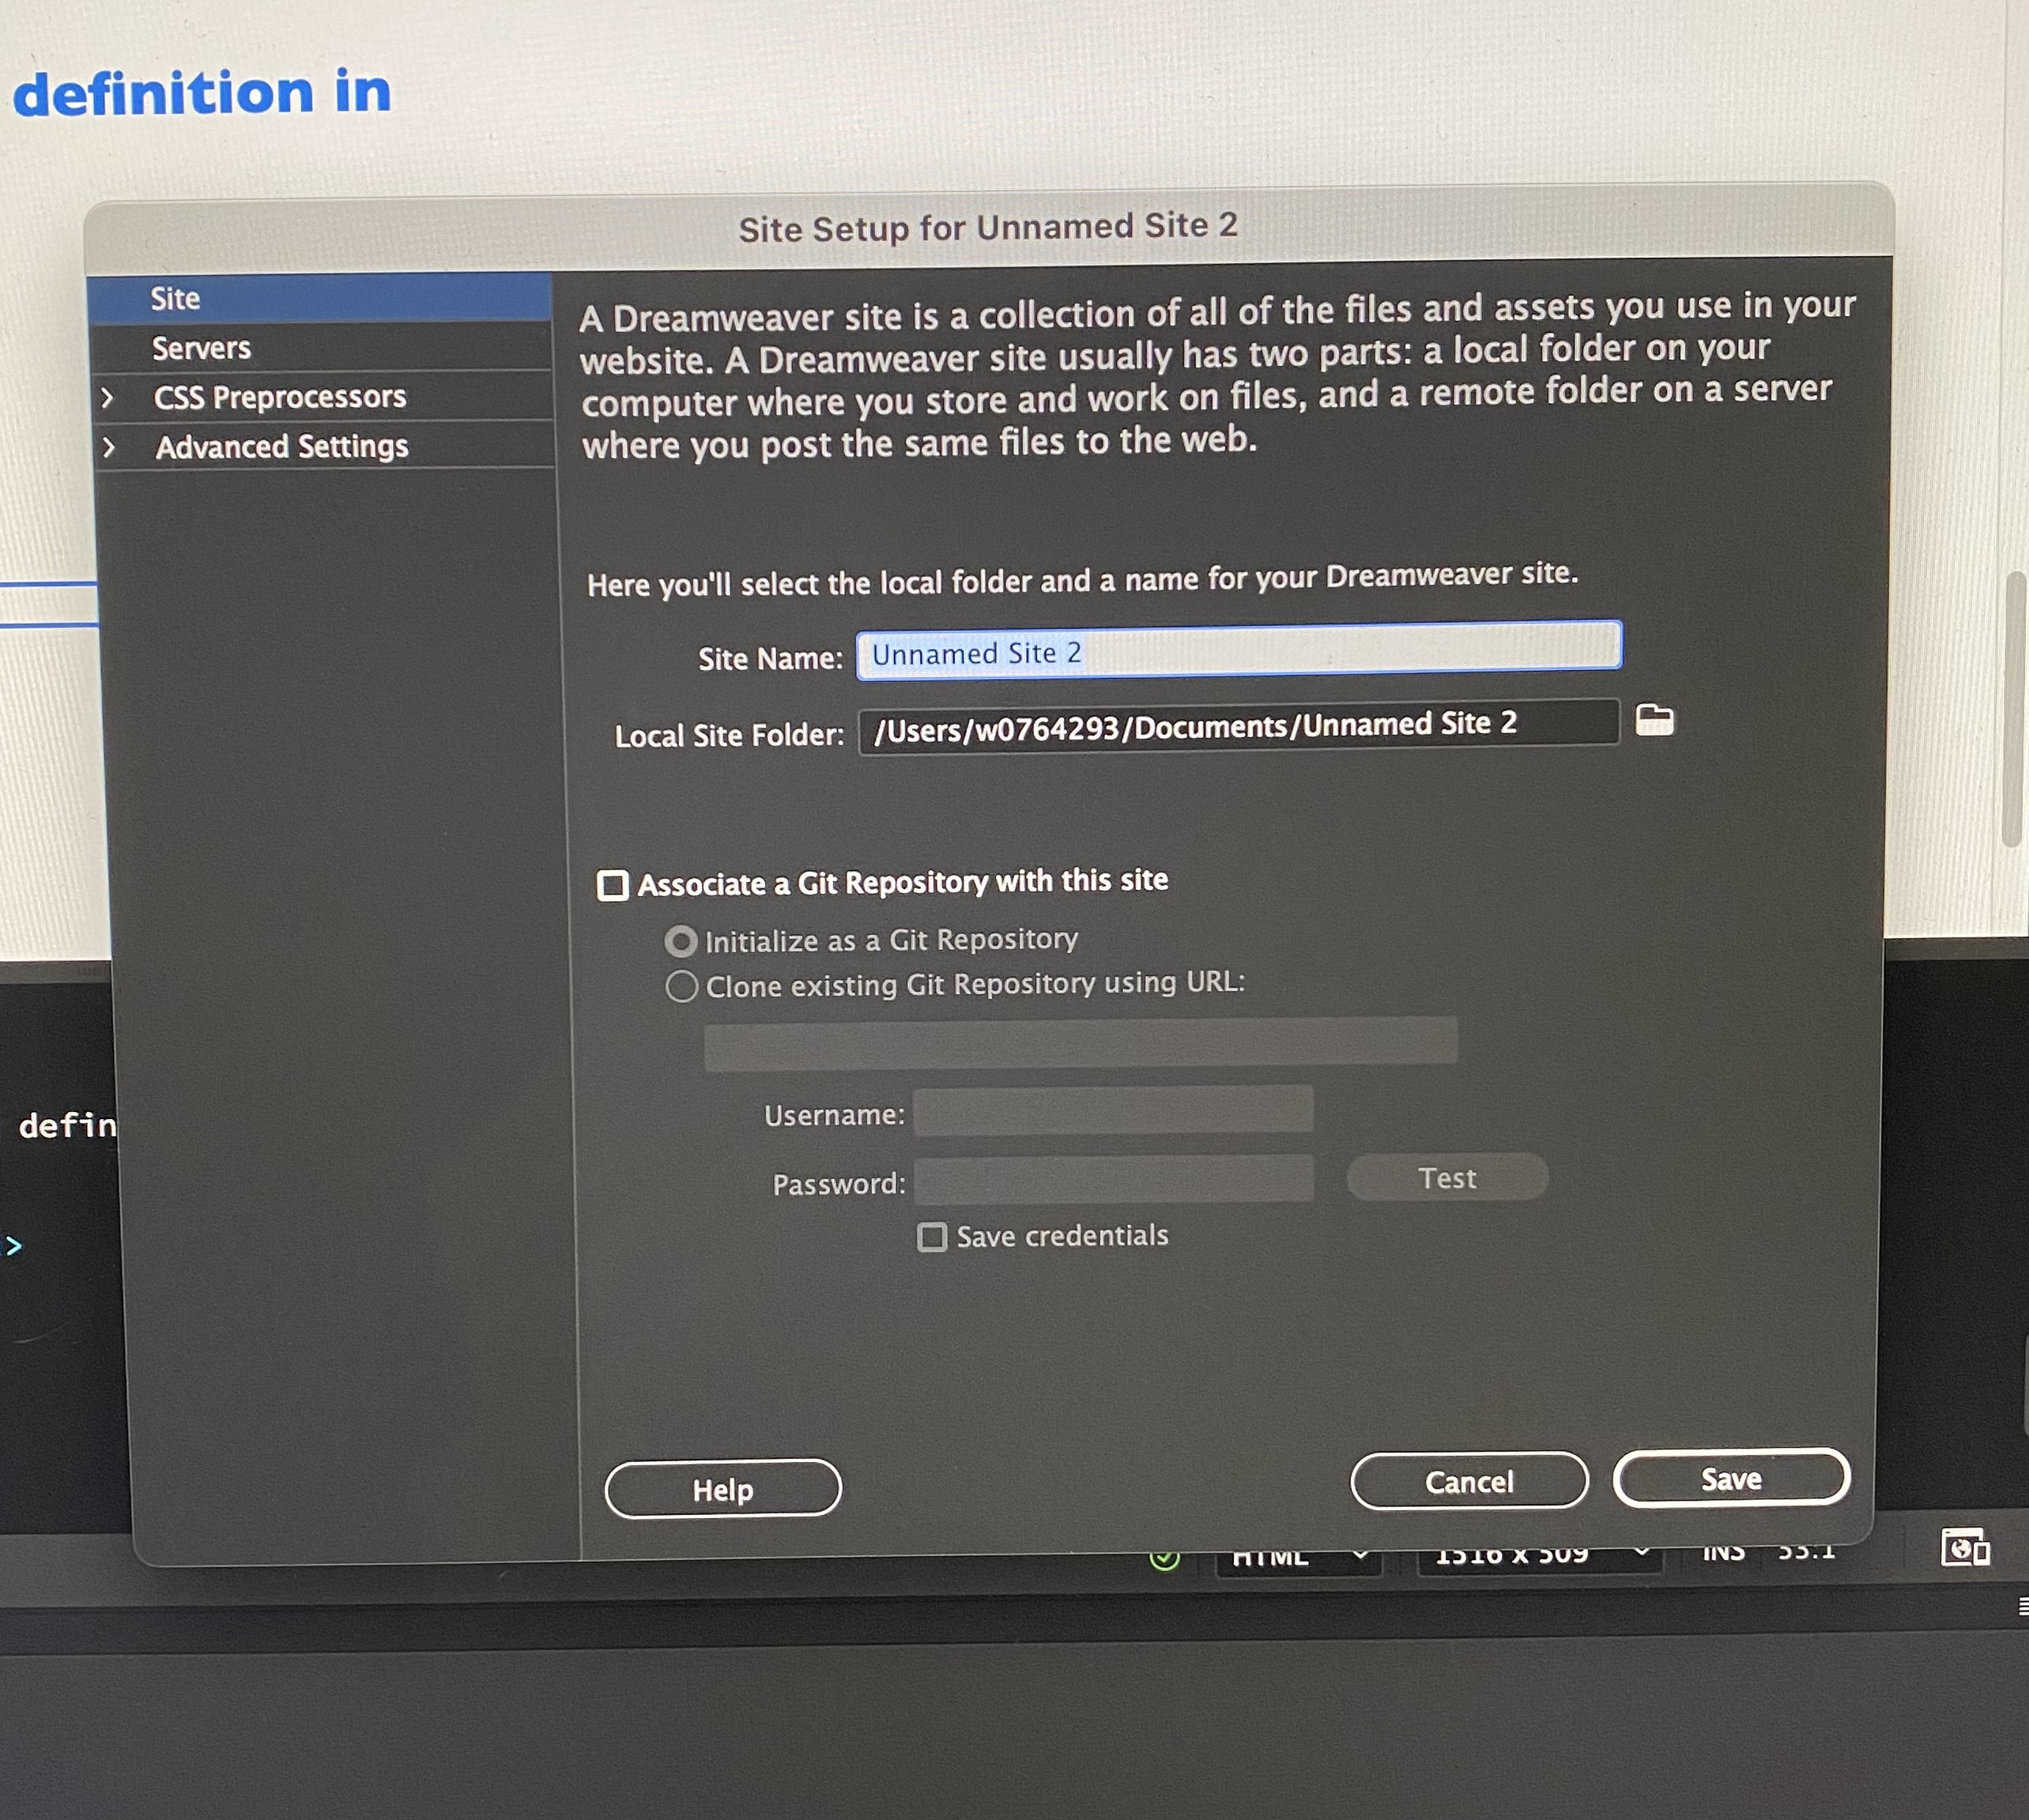 definition in
Site Setup for Unnamed Site 2
Site
Servers
CSS Preprocessors
Advanced Settings
A Dreamweaver site is a collection of all of the files and assets you use in your
website. A Dreamweaver site usually has two parts: a local folder on your
computer where you store and work on files, and a remote folder on a server
where you post the same files to the web.
Here you'll select the local folder and a name for your Dreamweaver site.
Site Name: Unnamed Site 2
Local Site Folder: /Users/w0764293/Documents/Unnamed Site 2
Associate a Git Repository with this site
Initialize as a Git Repository
Clone existing Git Repository using URL:
Username:
Password: Test
Save credentials
defin
>
Help Cancel Save
HTML 1516 x 509 INS 53:1